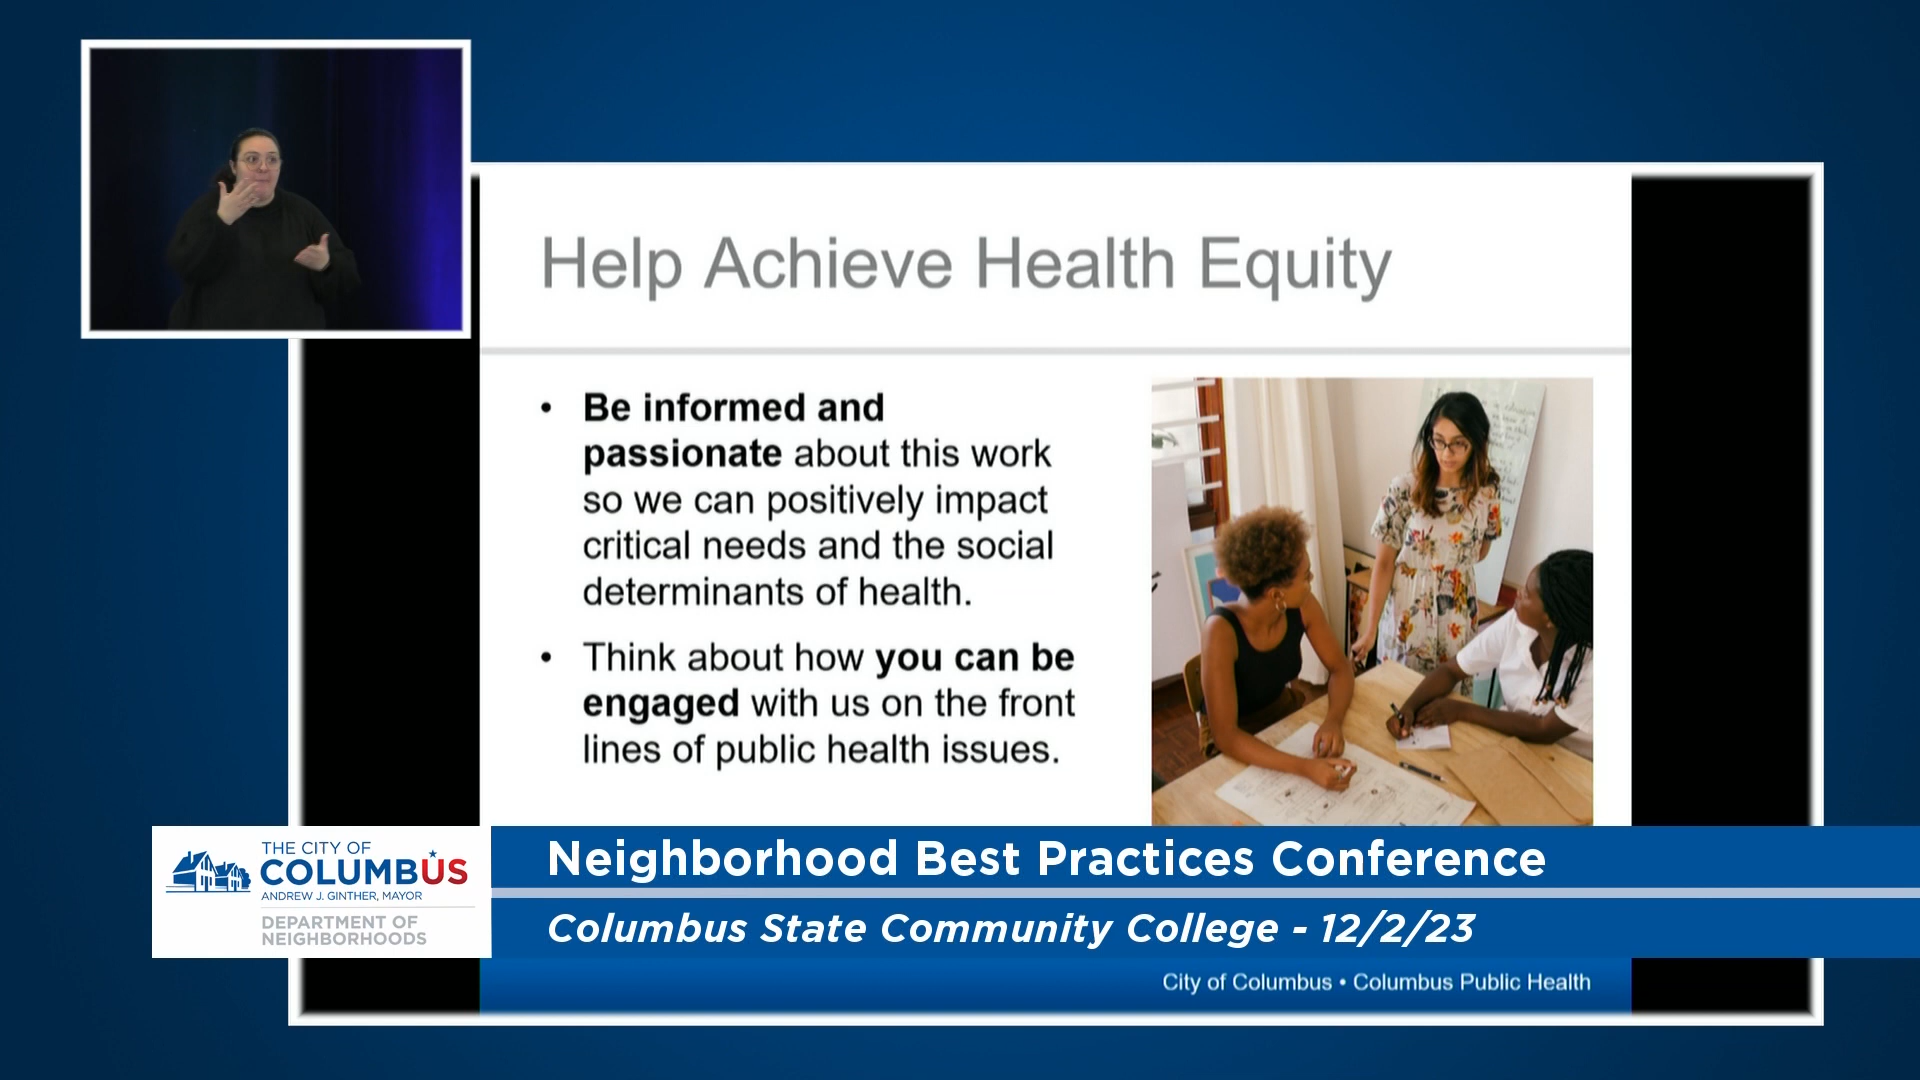 Help Achieve Health Equity
• Be informed and
passionate about this work
so we can positively impact
critical needs and the social
determinants of health.
• Think about how you can be
engaged with us on the front
lines of public health issues.
THE CITY OF
COLUMBUS
ANDREW J. GINTHER, MAYOR
DEPARTMENT OF
NEIGHBORHOODS
Neighborhood Best Practices Conference
Columbus State Community College - 12/2/23
City of Columbus • Columbus Public Health